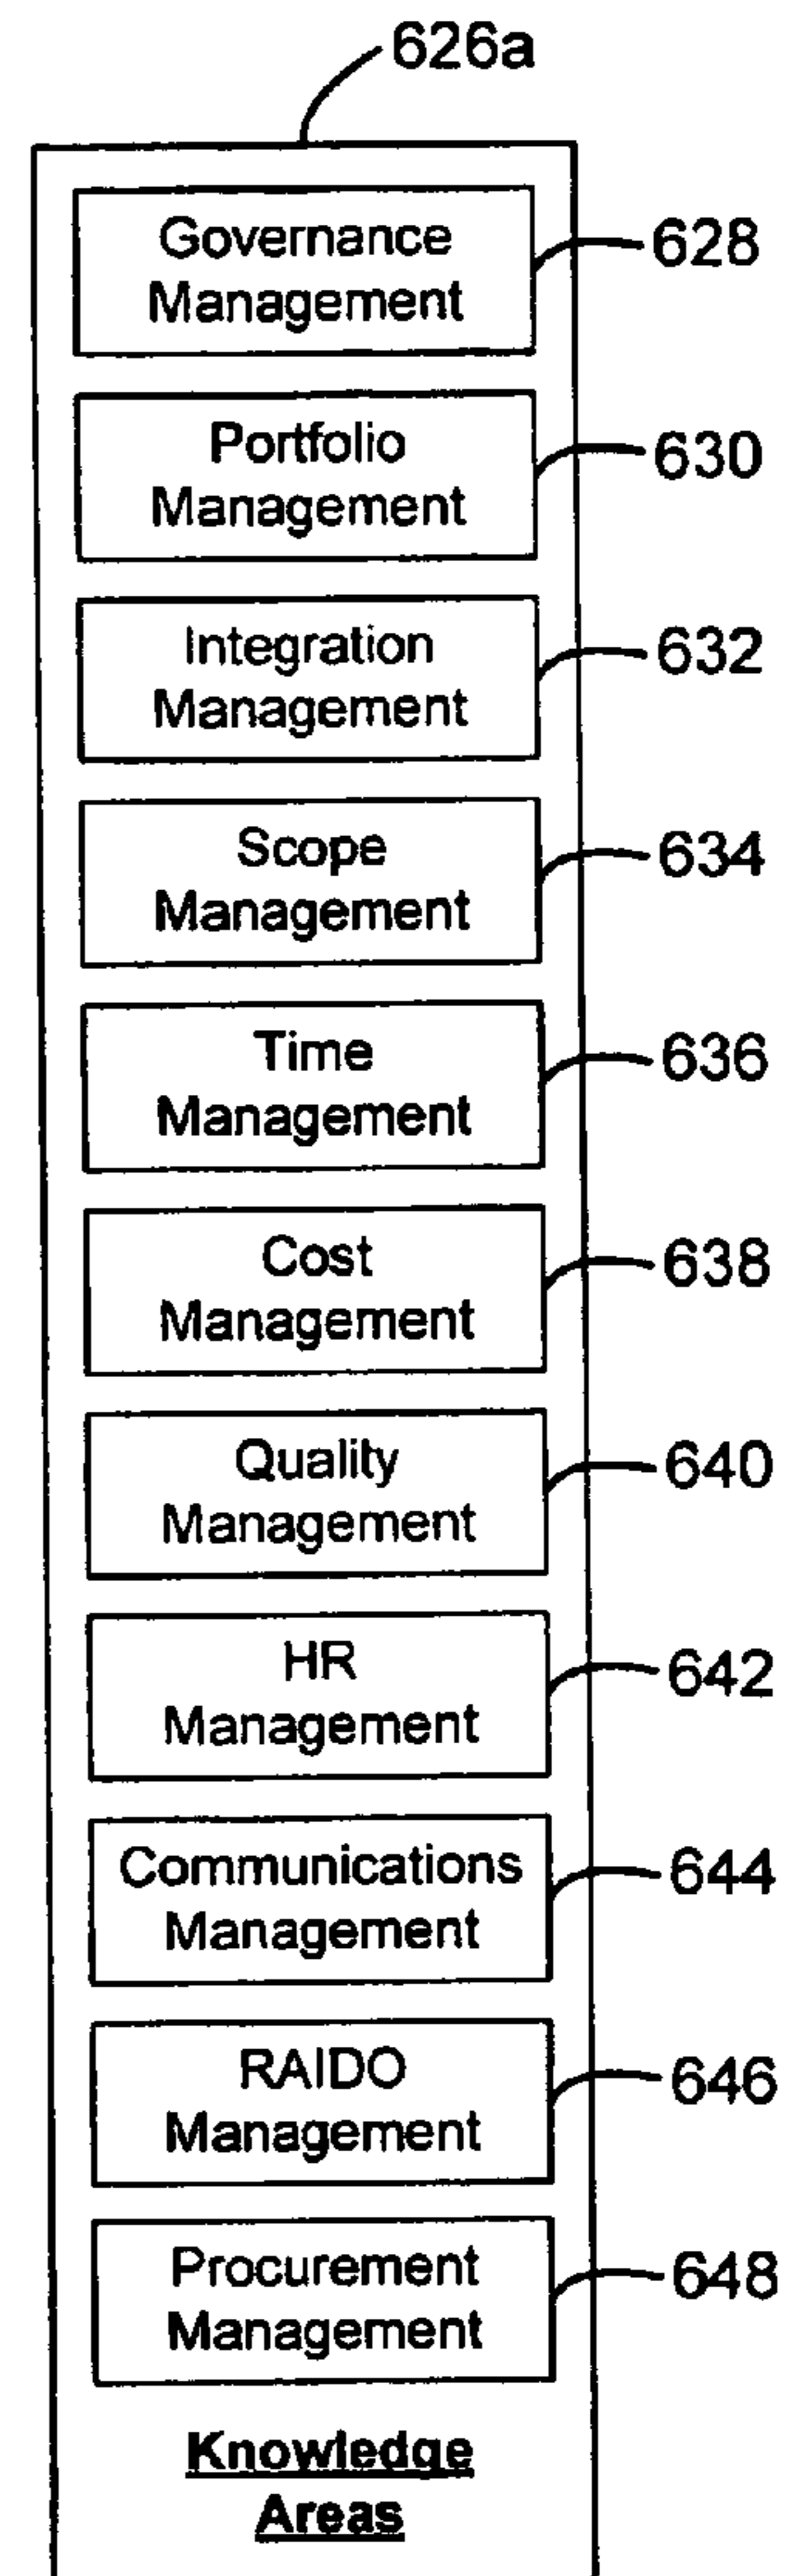 626a
Governance
Management
628
Portfolio
Management
630
Integration
Management
632
Scope
Management
634
Time
Management
636
Cost
Management
638
Quality
Management
640
HR
Management
642
Communications
Management
644
RAIDO
Management
646
Procurement
Management
648
Knowledge
Areas